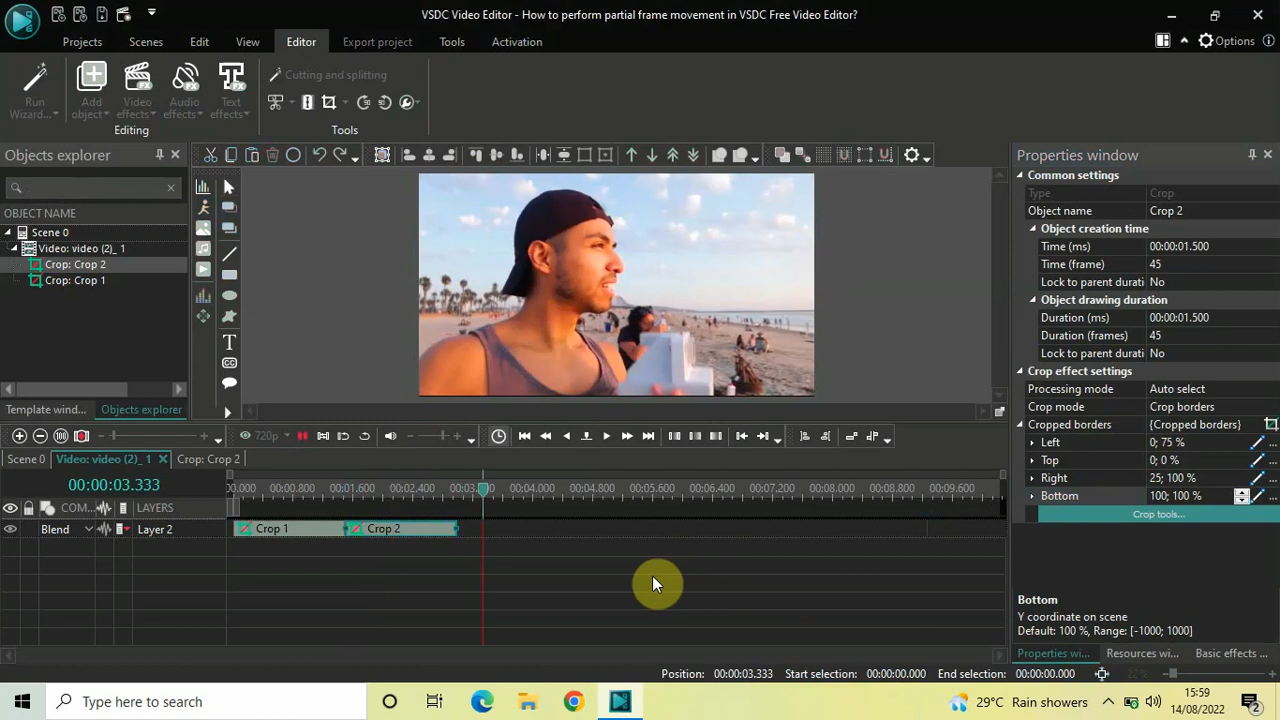 VSDC Video Editor - How to perform partial frame movement in VSDC Free Video Editor?
Projects Scenes Edit View Editor Export project Tools Activation
Options
Run Wizard...
Add object
Video effects
Audio effects
Text effects
Cutting and splitting
Editing
Tools
Objects explorer
OBJECT NAME
Scene 0
Video: video (2)_ 1
Crop: Crop 2
Crop: Crop 1
Template wind... Objects explorer
T
CC
Properties window
Common settings
Type Crop
Object name Crop 2
Object creation time
Time (ms) 00:00:01.500
Time (frame) 45
Lock to parent durati No
Object drawing duration
Duration (ms) 00:00:01.500
Duration (frames) 45
Lock to parent durati No
Crop effect settings
Processing mode Auto select
Crop mode Crop borders
Cropped borders {Cropped borders}
Left 0; 75 %
Top 0; 0 %
Right 25; 100 %
Bottom 100; 100 %
Crop tools...
Bottom
Y coordinate on scene
Default: 100 %, Range: [-1000; 1000]
Properties wi... Resources wi... Basic effects ...
720p
Scene 0 Video: video (2)_ 1 Crop: Crop 2
00:00:03.333
0.000 00:00.800 00:01.600 00:02.400 00:04.000 00:04.800 00:05.600 00:06.400 00:07.200 00:08.000 00:08.800 00:09.600
COM... LAYERS
Blend Layer 2 Crop 1 Crop 2
Position: 00:00:03.333 Start selection: 00:00:00.000 End selection: 00:00:00.000
Type here to search
29°C Rain showers
15:59
14/08/2022
2